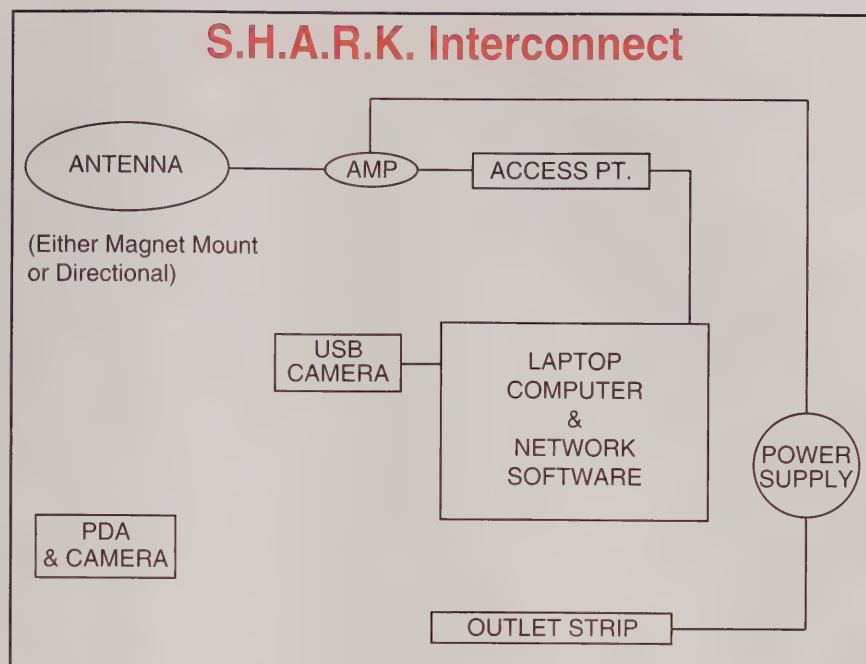 S.H.A.R.K. Interconnect
ANTENNA
AMP
ACCESS PT.
(Either Magnet Mount
or Directional)
USB
CAMERA
LAPTOP
COMPUTER
&
NETWORK
SOFTWARE
POWER
SUPPLY
PDA
& CAMERA
OUTLET STRIP